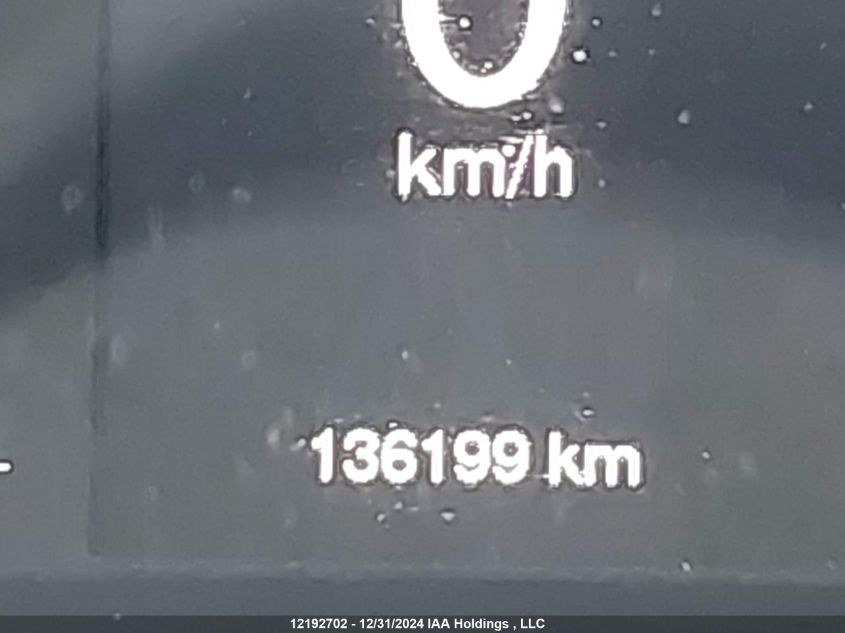 0
km/h
136199 km
12192702 - 12/31/2024 IAA Holdings , LLC